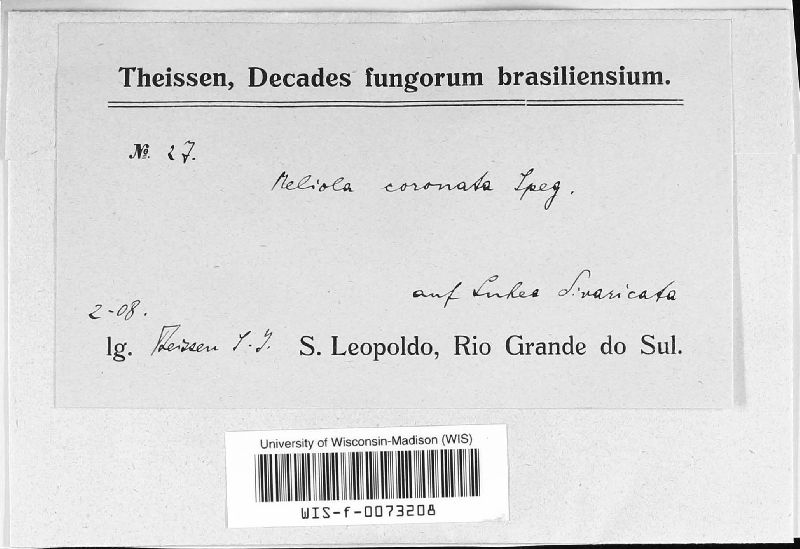 Theissen, Decades fungorum brasiliensium.
№ 27.
Meliola coronata Speg.
auf Luhea divaricata
2-08.
lg. Theissen S. J. S. Leopoldo, Rio Grande do Sul.
University of Wisconsin-Madison (WIS)
WIS-f-0073208